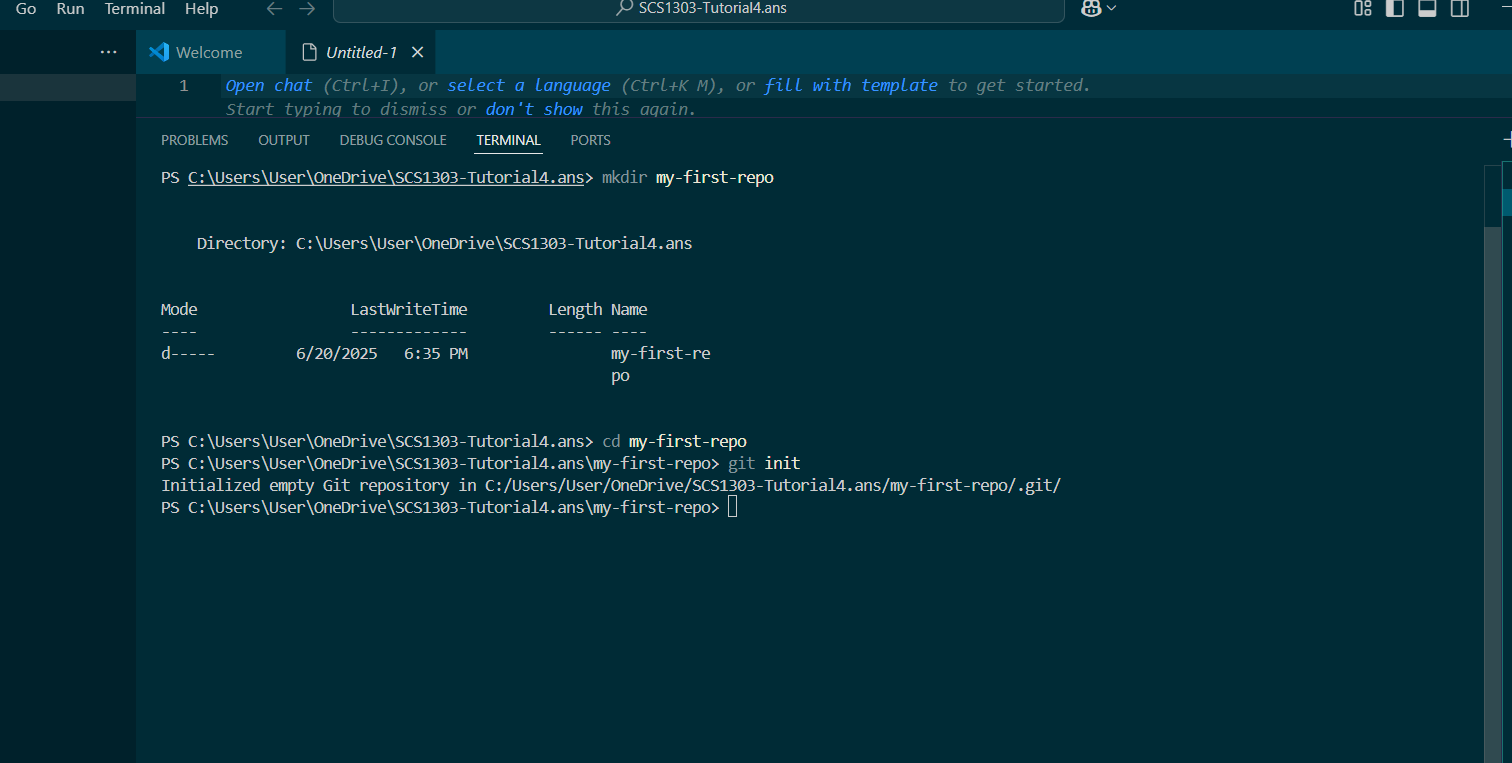 Go Run Terminal Help SCS1303-Tutorial4.ans
Welcome Untitled-1
1 Open chat (Ctrl+I), or select a language (Ctrl+K M), or fill with template to get started.
Start typing to dismiss or don't show this again.
PROBLEMS OUTPUT DEBUG CONSOLE TERMINAL PORTS
PS C:\Users\User\OneDrive\SCS1303-Tutorial4.ans> mkdir my-first-repo
Directory: C:\Users\User\OneDrive\SCS1303-Tutorial4.ans
Mode LastWriteTime Length Name
---- ------------- ------ ----
d----- 6/20/2025 6:35 PM my-first-re
po
PS C:\Users\User\OneDrive\SCS1303-Tutorial4.ans> cd my-first-repo
PS C:\Users\User\OneDrive\SCS1303-Tutorial4.ans\my-first-repo> git init
Initialized empty Git repository in C:/Users/User/OneDrive/SCS1303-Tutorial4.ans/my-first-repo/.git/
PS C:\Users\User\OneDrive\SCS1303-Tutorial4.ans\my-first-repo>